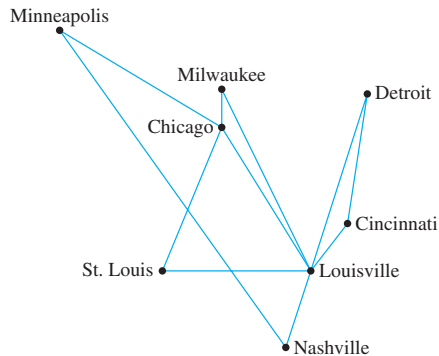 Minneapolis
Milwaukee
Detroit
Chicago
Cincinnati
St. Louis
Louisville
Nashville